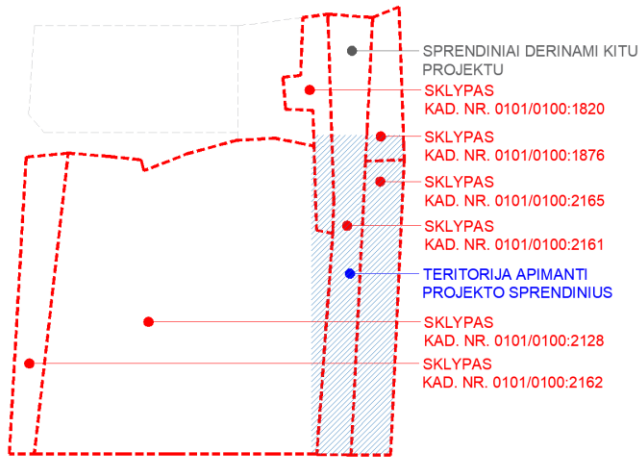 SPRENDINIAI DERINAMI KITU
PROJEKTU
SKLYPAS
KAD. NR. 0101/0100:1820
SKLYPAS
KAD. NR. 0101/0100:1876
SKLYPAS
KAD. NR. 0101/0100:2165
SKLYPAS
KAD. NR. 0101/0100:2161
TERITORIJA APIMANTI
PROJEKTO SPRENDINIUS
SKLYPAS
KAD. NR. 0101/0100:2128
SKLYPAS
KAD. NR. 0101/0100:2162